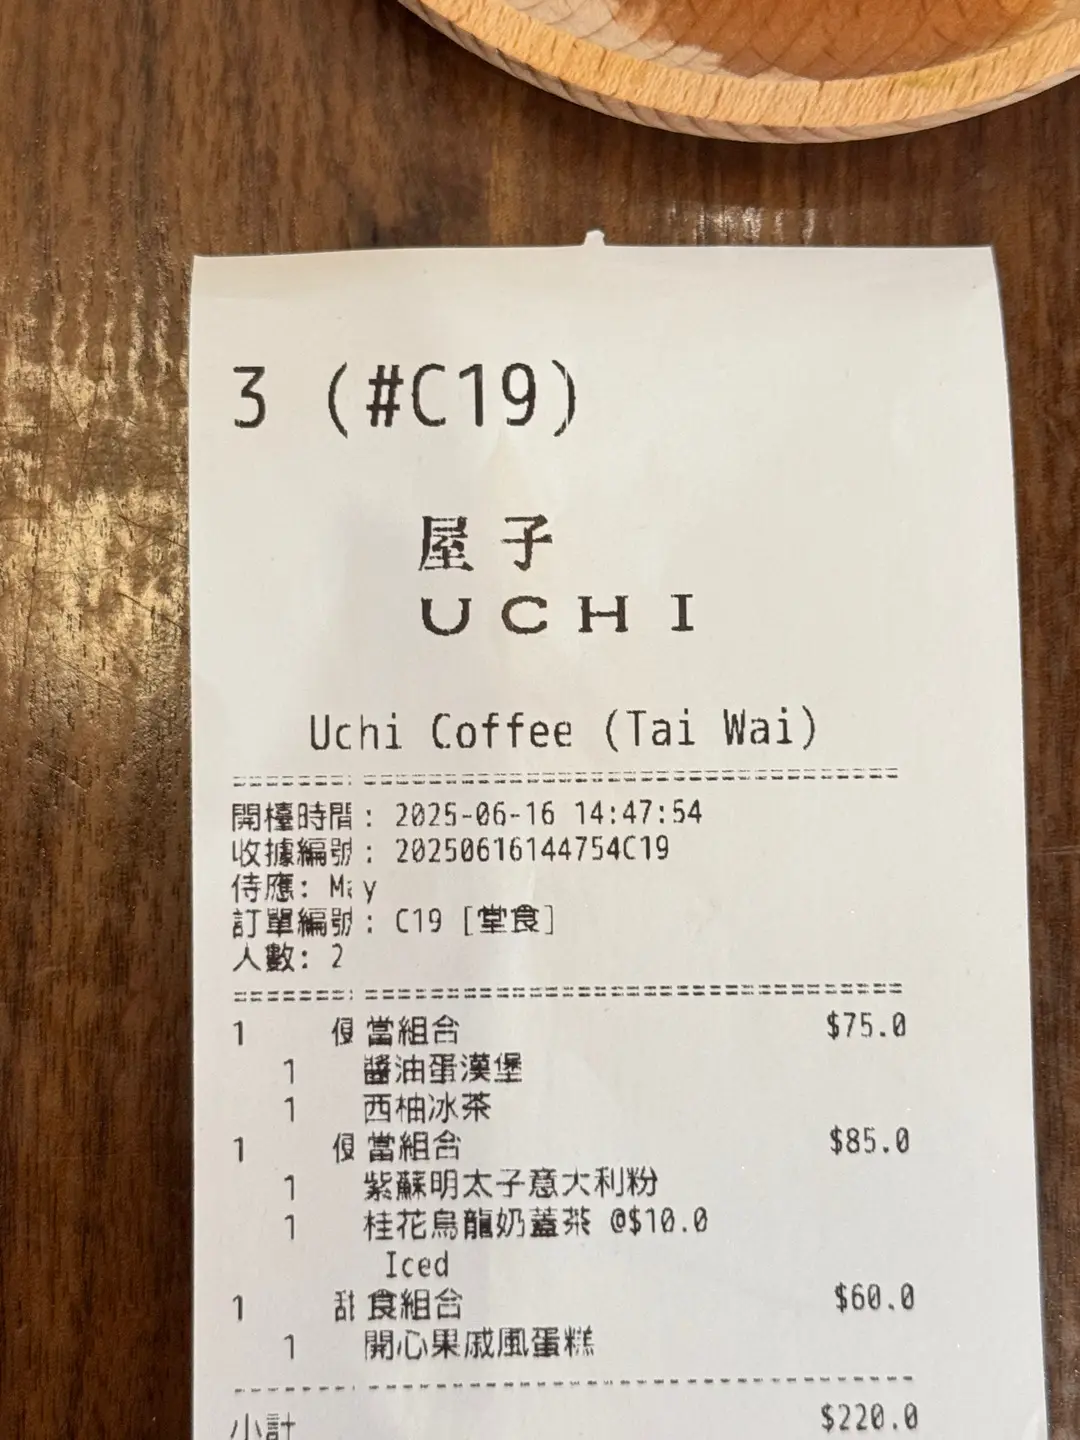 3 (#C19)
屋子
UCHI
Uchi Coffee (Tai Wai)
開檯時間: 2025-06-16 14:47:54
收據編號: 20250616144754C19
侍應: May
訂單編號: C19 [堂食]
人數: 2
1 便當組合 $75.0
1 醬油蛋漢堡
1 西柚冰茶
1 便當組合 $85.0
1 紫蘇明太子意大利粉
1 桂花烏龍奶蓋茶 @$10.0
Iced
1 甜食組合 $60.0
1 開心果戚風蛋糕
小計 $220.0